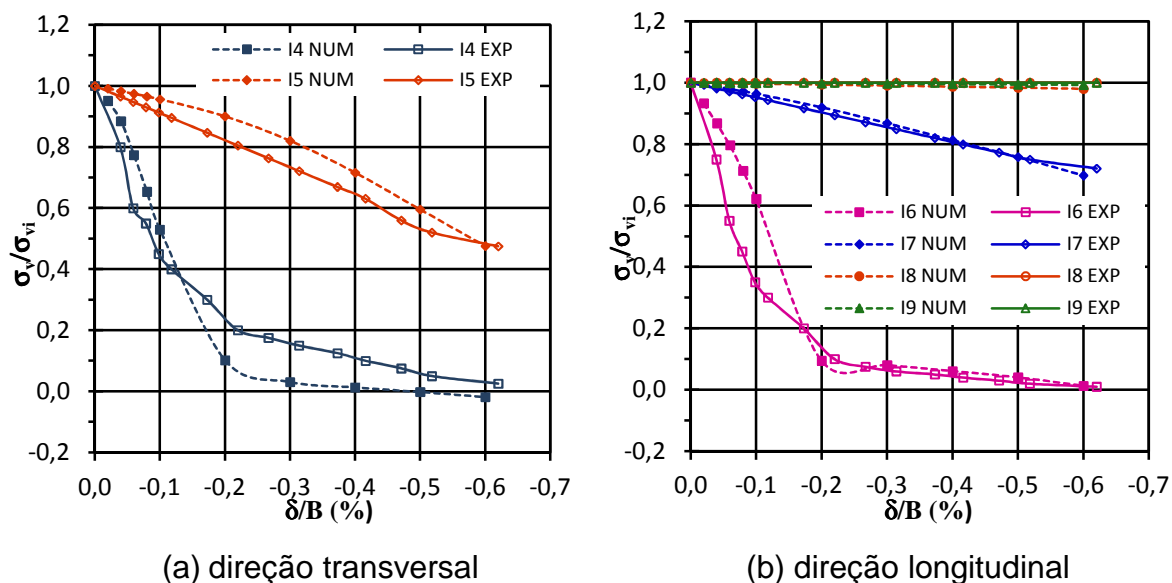 I4 NUM I4 EXP
I5 NUM I5 EXP
1,2
1,0
0,8
0,6
0,4
0,2
0,0
-0,2
σv/σvi
0,0 -0,1 -0,2 -0,3 -0,4 -0,5 -0,6 -0,7
δ/B (%)
(a) direção transversal
1,2
1,0
0,8
0,6
0,4
0,2
0,0
-0,2
σv/σvi
I6 NUM I6 EXP
I7 NUM I7 EXP
I8 NUM I8 EXP
I9 NUM I9 EXP
0,0 -0,1 -0,2 -0,3 -0,4 -0,5 -0,6 -0,7
δ/B (%)
(b) direção longitudinal